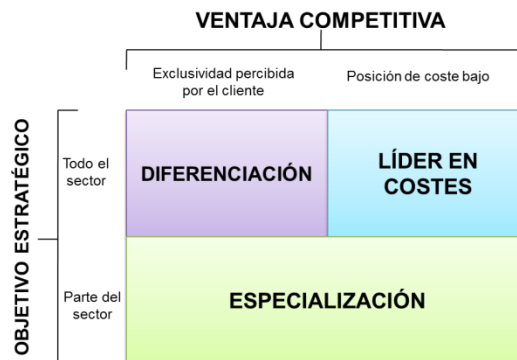 VENTAJA COMPETITIVA
Exclusividad percibida
por el cliente
Posición de coste bajo
OBJETIVO ESTRATÉGICO
Todo el
sector
DIFERENCIACIÓN
LÍDER EN
COSTES
Parte del
sector
ESPECIALIZACIÓN